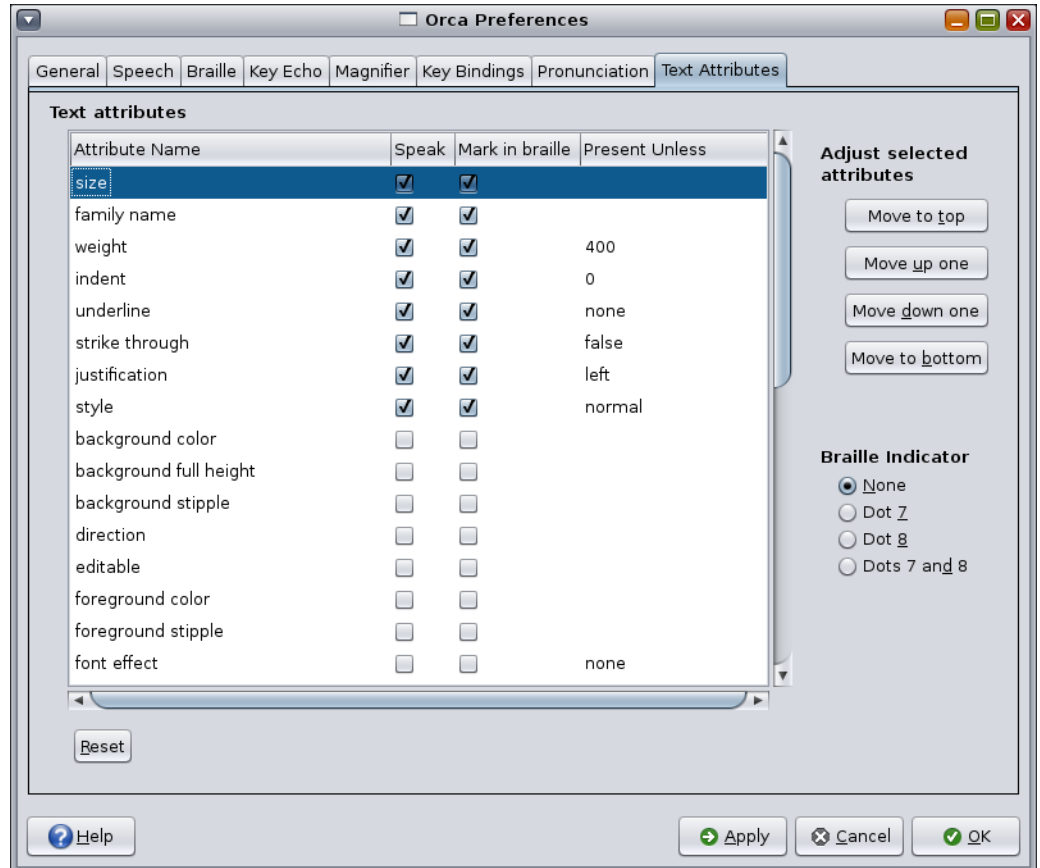 Orca Preferences
General Speech Braille Key Echo Magnifier Key Bindings Pronunciation Text Attributes
Text attributes
Attribute Name Speak Mark in braille Present Unless
size
family name
weight 400
indent 0
underline none
strike through false
justification left
style normal
background color
background full height
background stipple
direction
editable
foreground color
foreground stipple
font effect none
Reset
Adjust selected
attributes
Move to top
Move up one
Move down one
Move to bottom
Braille Indicator
None
Dot 7
Dot 8
Dots 7 and 8
Help Apply Cancel OK